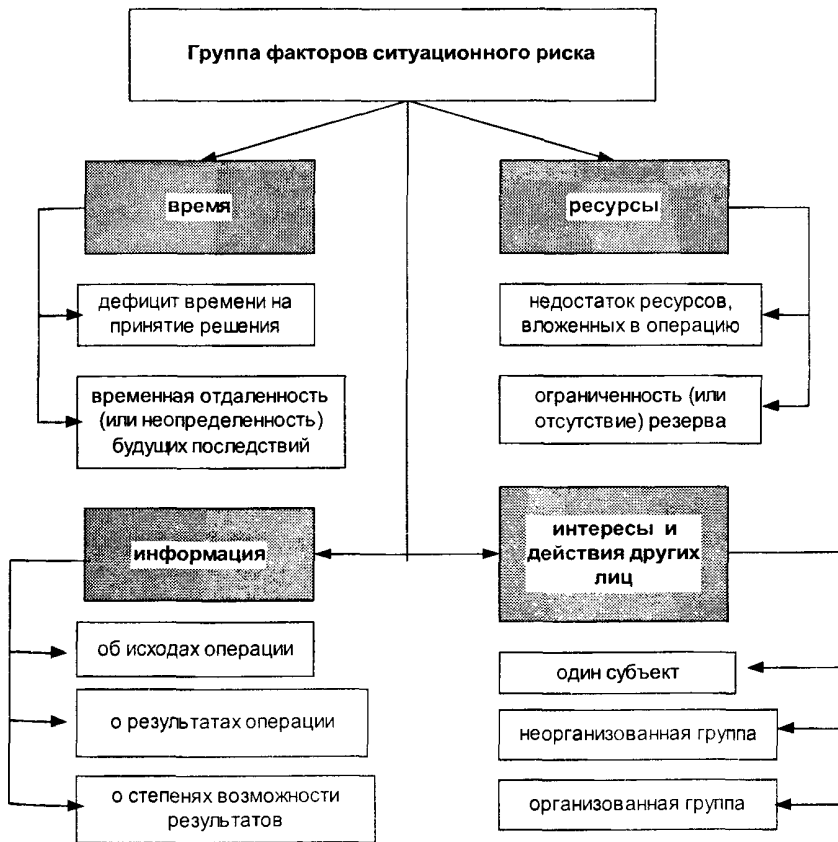 Группа факторов ситуационного риска
время
дефицит времени на
принятие решения
временная отдаленность
(или неопределенность)
будущих последствий
ресурсы
недостаток ресурсов,
вложенных в операцию
ограниченность (или
отсутствие) резерва
информация
об исходах операции
о результатах операции
о степенях возможности
результатов
интересы и
действия других
лиц
один субъект
неорганизованная группа
организованная группа